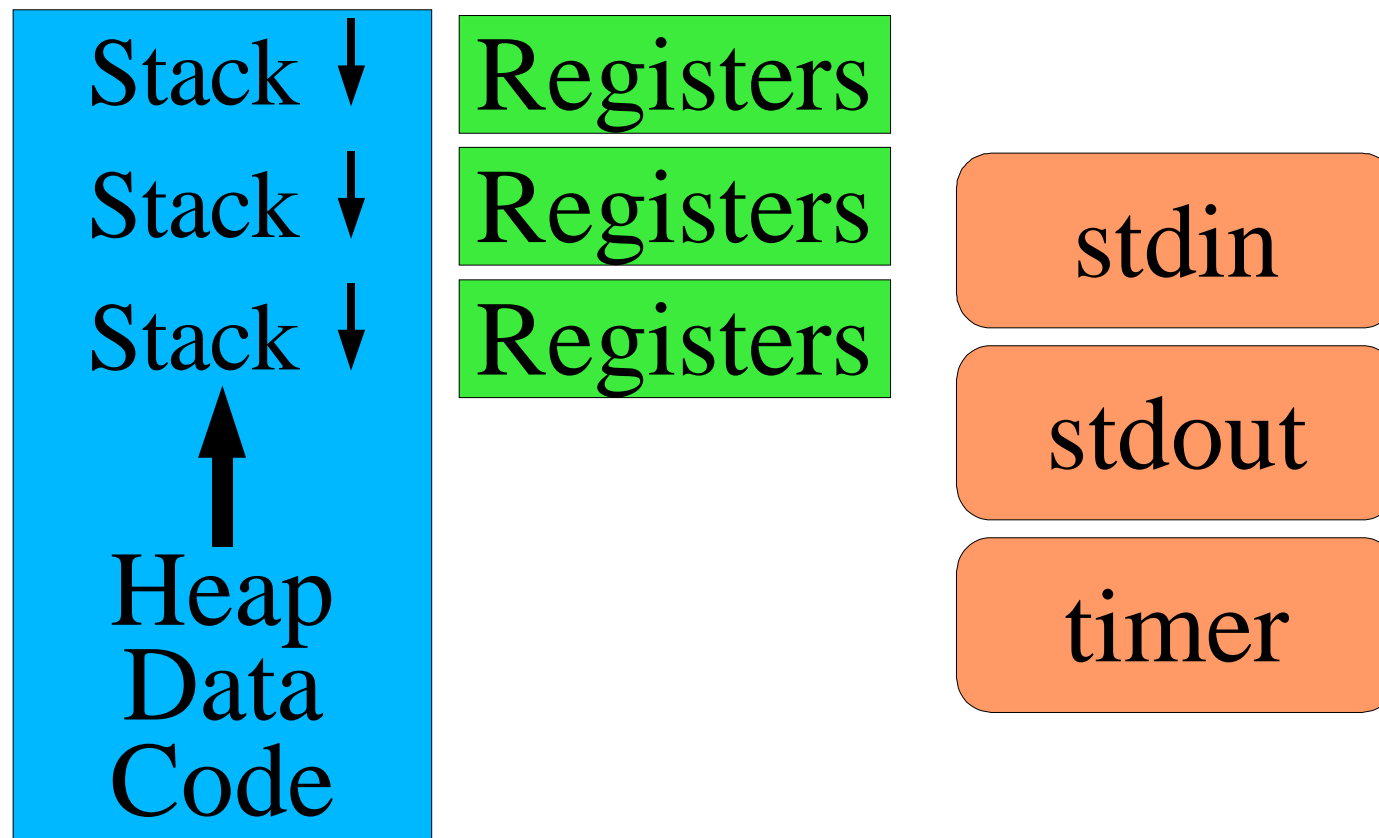 Stack
Stack
Stack
Heap
Data
Code
Registers
Registers
Registers
stdin
stdout
timer